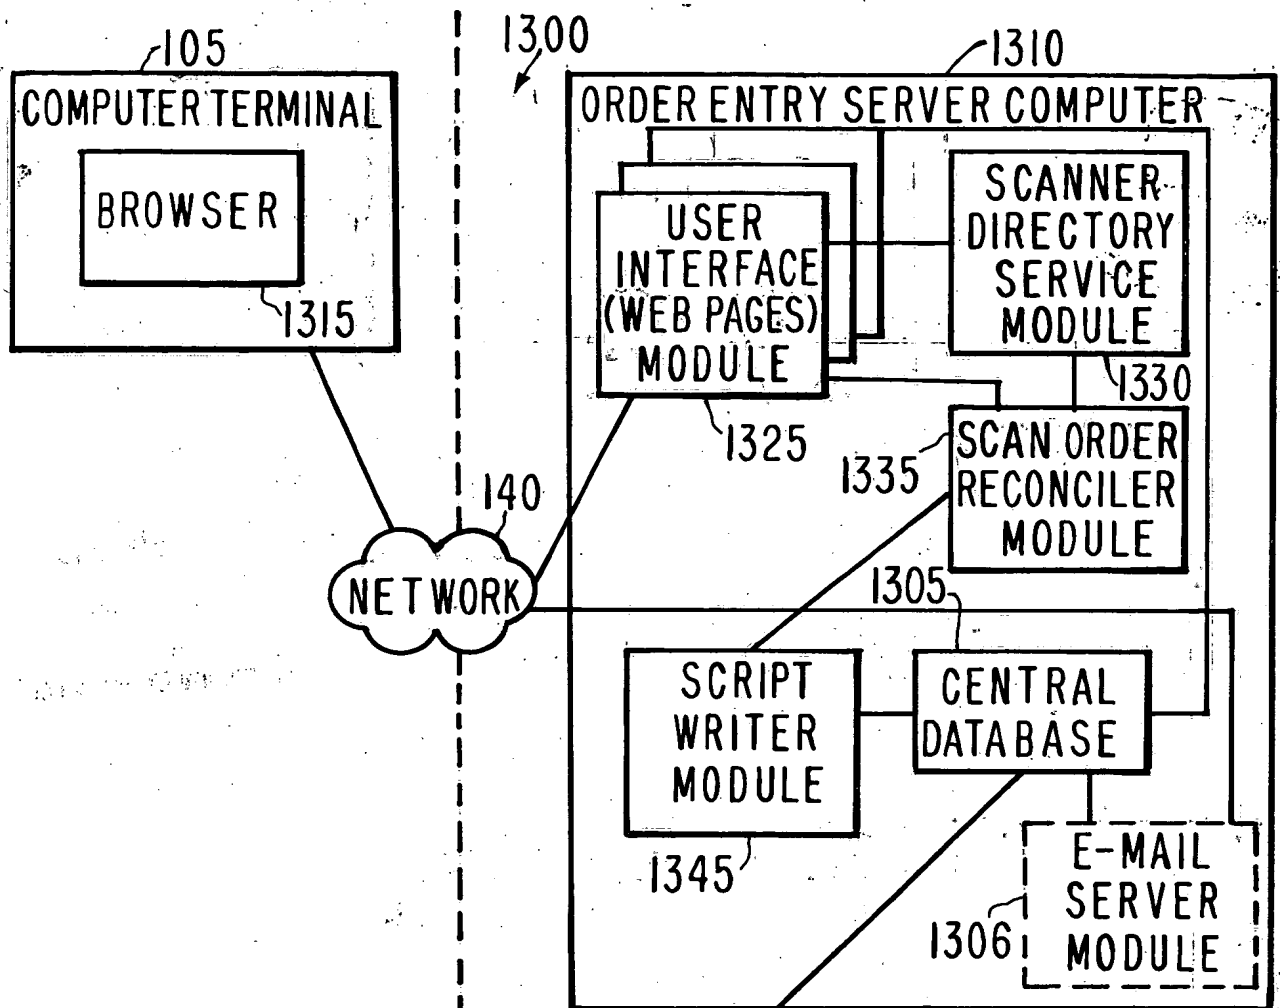 105
COMPUTER TERMINAL
BROWSER
1315
1300
1310
ORDER ENTRY SERVER COMPUTER
USER
INTERFACE
(WEB PAGES)
MODULE
1325
SCANNER
DIRECTORY
SERVICE
MODULE
1330
1335
SCAN ORDER
RECONCILER
MODULE
140
NETWORK
1305
SCRIPT
WRITER
MODULE
1345
CENTRAL
DATABASE
1306
E-MAIL
SERVER
MODULE